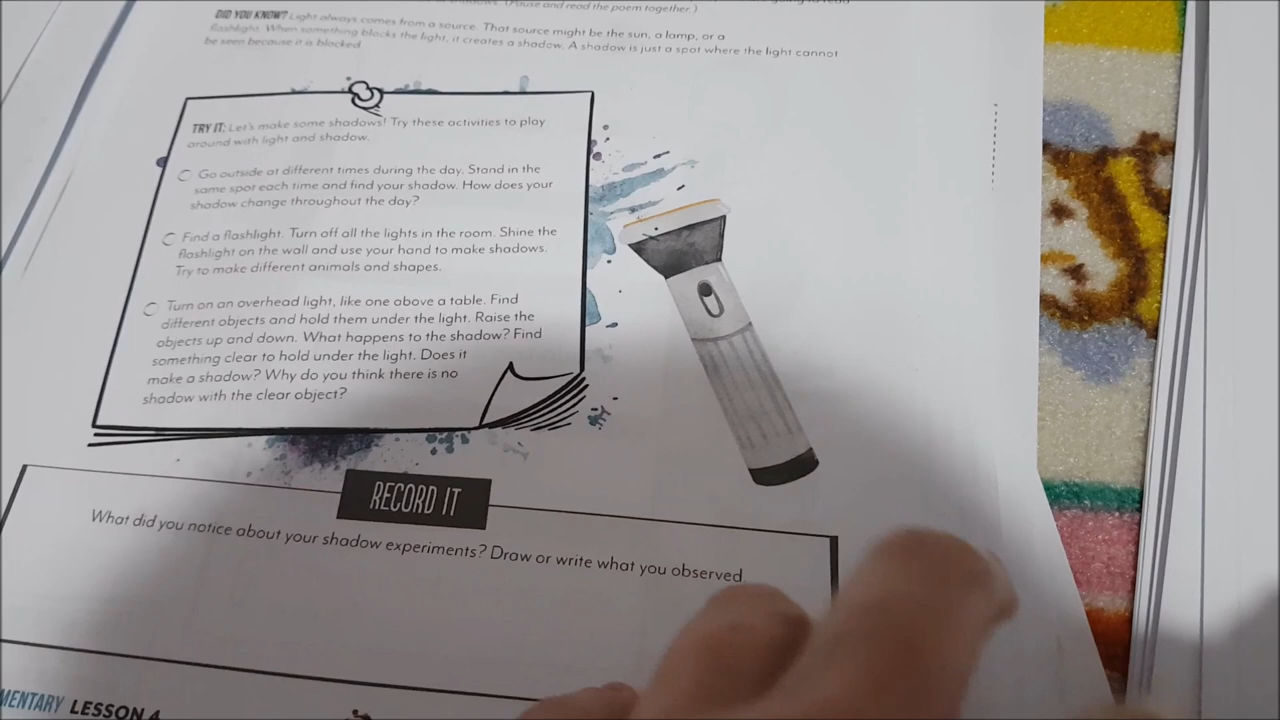 (Pause and read the poem together.)
DID YOU KNOW? Light always comes from a source. That source might be the sun, a lamp, or a
flashlight. When something blocks the light, it creates a shadow. A shadow is just a spot where the light cannot
be seen because it is blocked.
TRY IT: Let's make some shadows! Try these activities to play
around with light and shadow.
Go outside at different times during the day. Stand in the
same spot each time and find your shadow. How does your
shadow change throughout the day?
Find a flashlight. Turn off all the lights in the room. Shine the
flashlight on the wall and use your hand to make shadows.
Try to make different animals and shapes.
Turn on an overhead light, like one above a table. Find
different objects and hold them under the light. Raise the
objects up and down. What happens to the shadow? Find
something clear to hold under the light. Does it
make a shadow? Why do you think there is no
shadow with the clear object?
RECORD IT
What did you notice about your shadow experiments? Draw or write what you observed
MENTARY LESSON 4